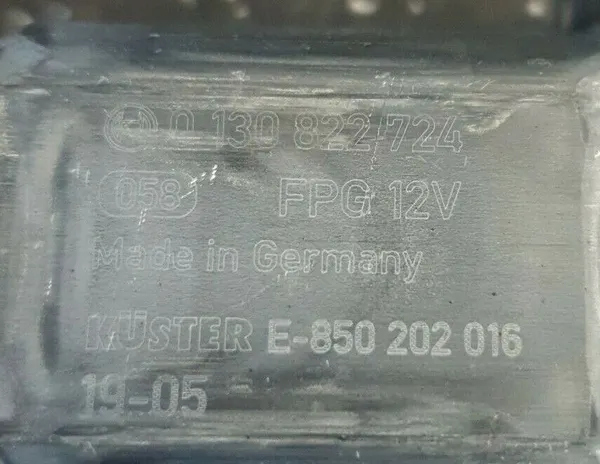 0 130 822 724
058 FPG 12V
Made in Germany
KÜSTER E-850 202 016
19-05